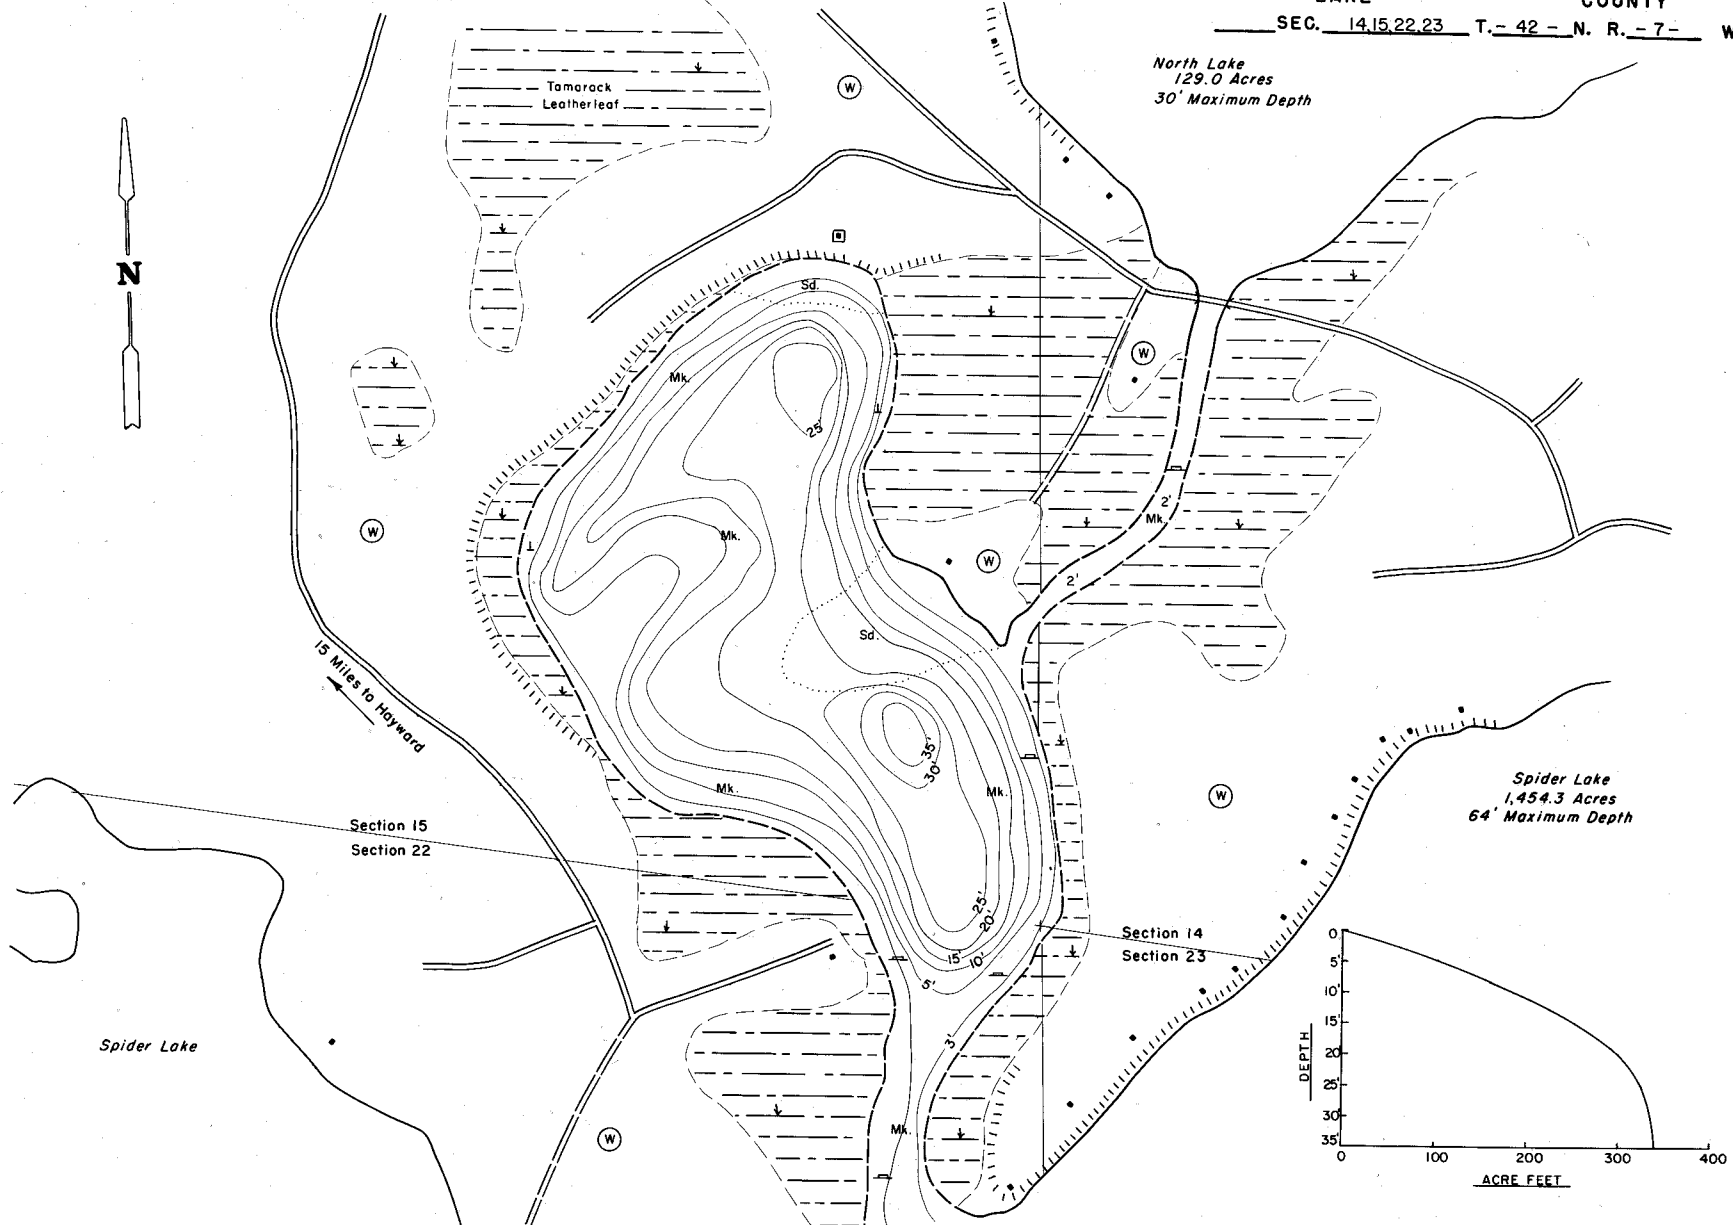 LAKE COUNTY
SEC. 14,15,22,23 T. - 42 - N. R. - 7 - W
North Lake
129.0 Acres
30' Maximum Depth
Tamarack
Leatherleaf
W
N
Sd.
W
Mk.
25'
2'
Mk.
W
Mk.
W
2'
Sd.
15 Miles to Hayward
35'
30'
Mk.
Mk.
W
Spider Lake
1,454.3 Acres
64' Maximum Depth
Section 15
Section 22
25'
20'
15'
10'
5'
Section 14
Section 23
3'
Spider Lake
Mk.
W
DEPTH
0
5'
10'
15'
20'
25'
30'
35'
0 100 200 300 400
ACRE FEET